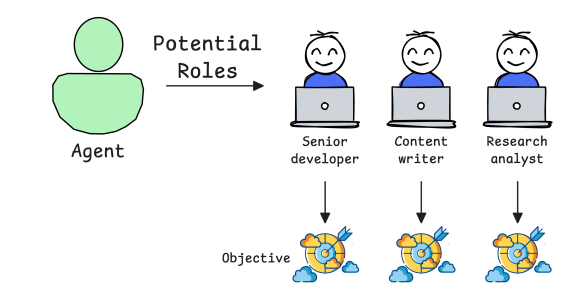 Potential
Roles
Agent
Senior
developer
Content
writer
Research
analyst
Objective